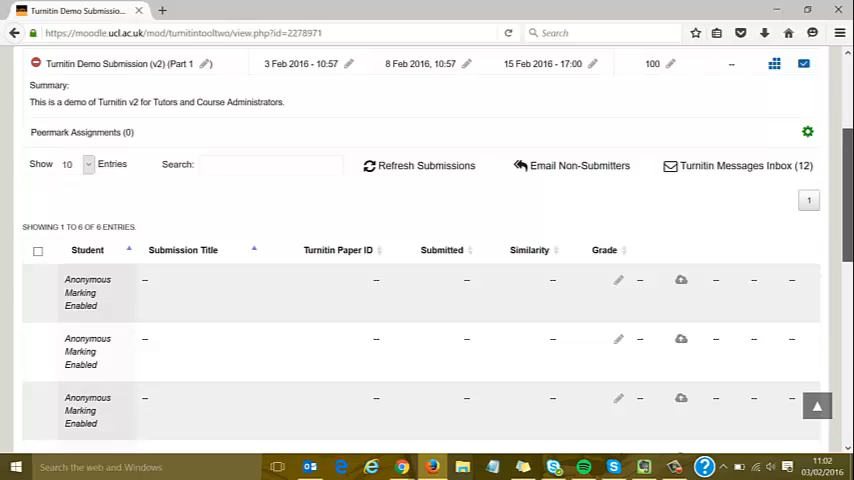 Turnitin Demo Submissio...
https://moodle.ucl.ac.uk/mod/turnitintooltwo/view.php?id=2278971
Search
Turnitin Demo Submission (v2) (Part 1) 3 Feb 2016 - 10:57 8 Feb 2016, 10:57 15 Feb 2016 - 17:00 100 --
Summary:
This is a demo of Turnitin v2 for Tutors and Course Administrators.
Peermark Assignments (0)
Show 10 Entries Search: Refresh Submissions Email Non-Submitters Turnitin Messages Inbox (12)
1
SHOWING 1 TO 6 OF 6 ENTRIES.
Student Submission Title Turnitin Paper ID Submitted Similarity Grade
Anonymous -- -- -- -- -- -- -- --
Marking
Enabled
Anonymous -- -- -- -- -- -- -- --
Marking
Enabled
Anonymous -- -- -- -- -- -- -- --
Marking
Enabled
Search the web and Windows
11:02
03/02/2016